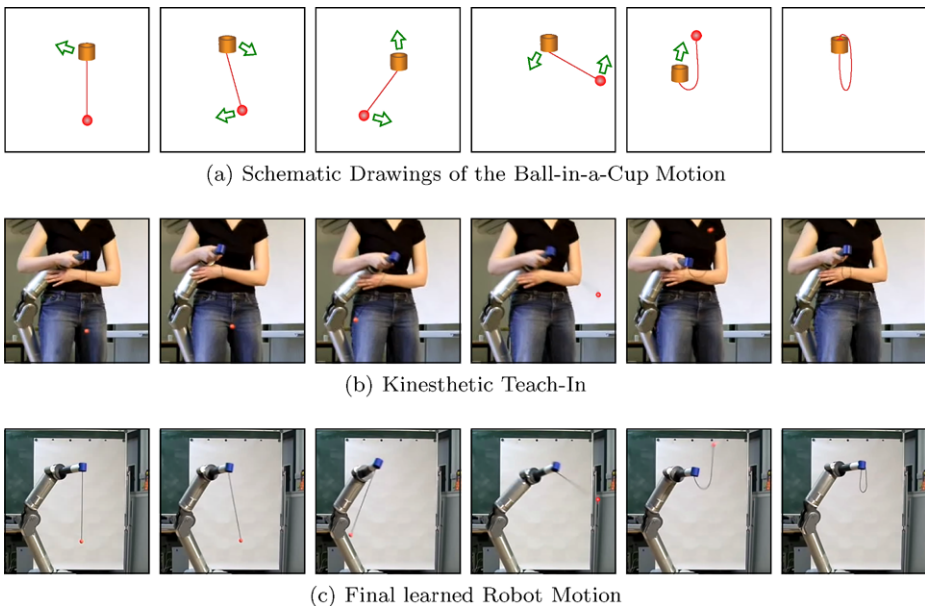 (a) Schematic Drawings of the Ball-in-a-Cup Motion
(b) Kinesthetic Teach-In
(c) Final learned Robot Motion